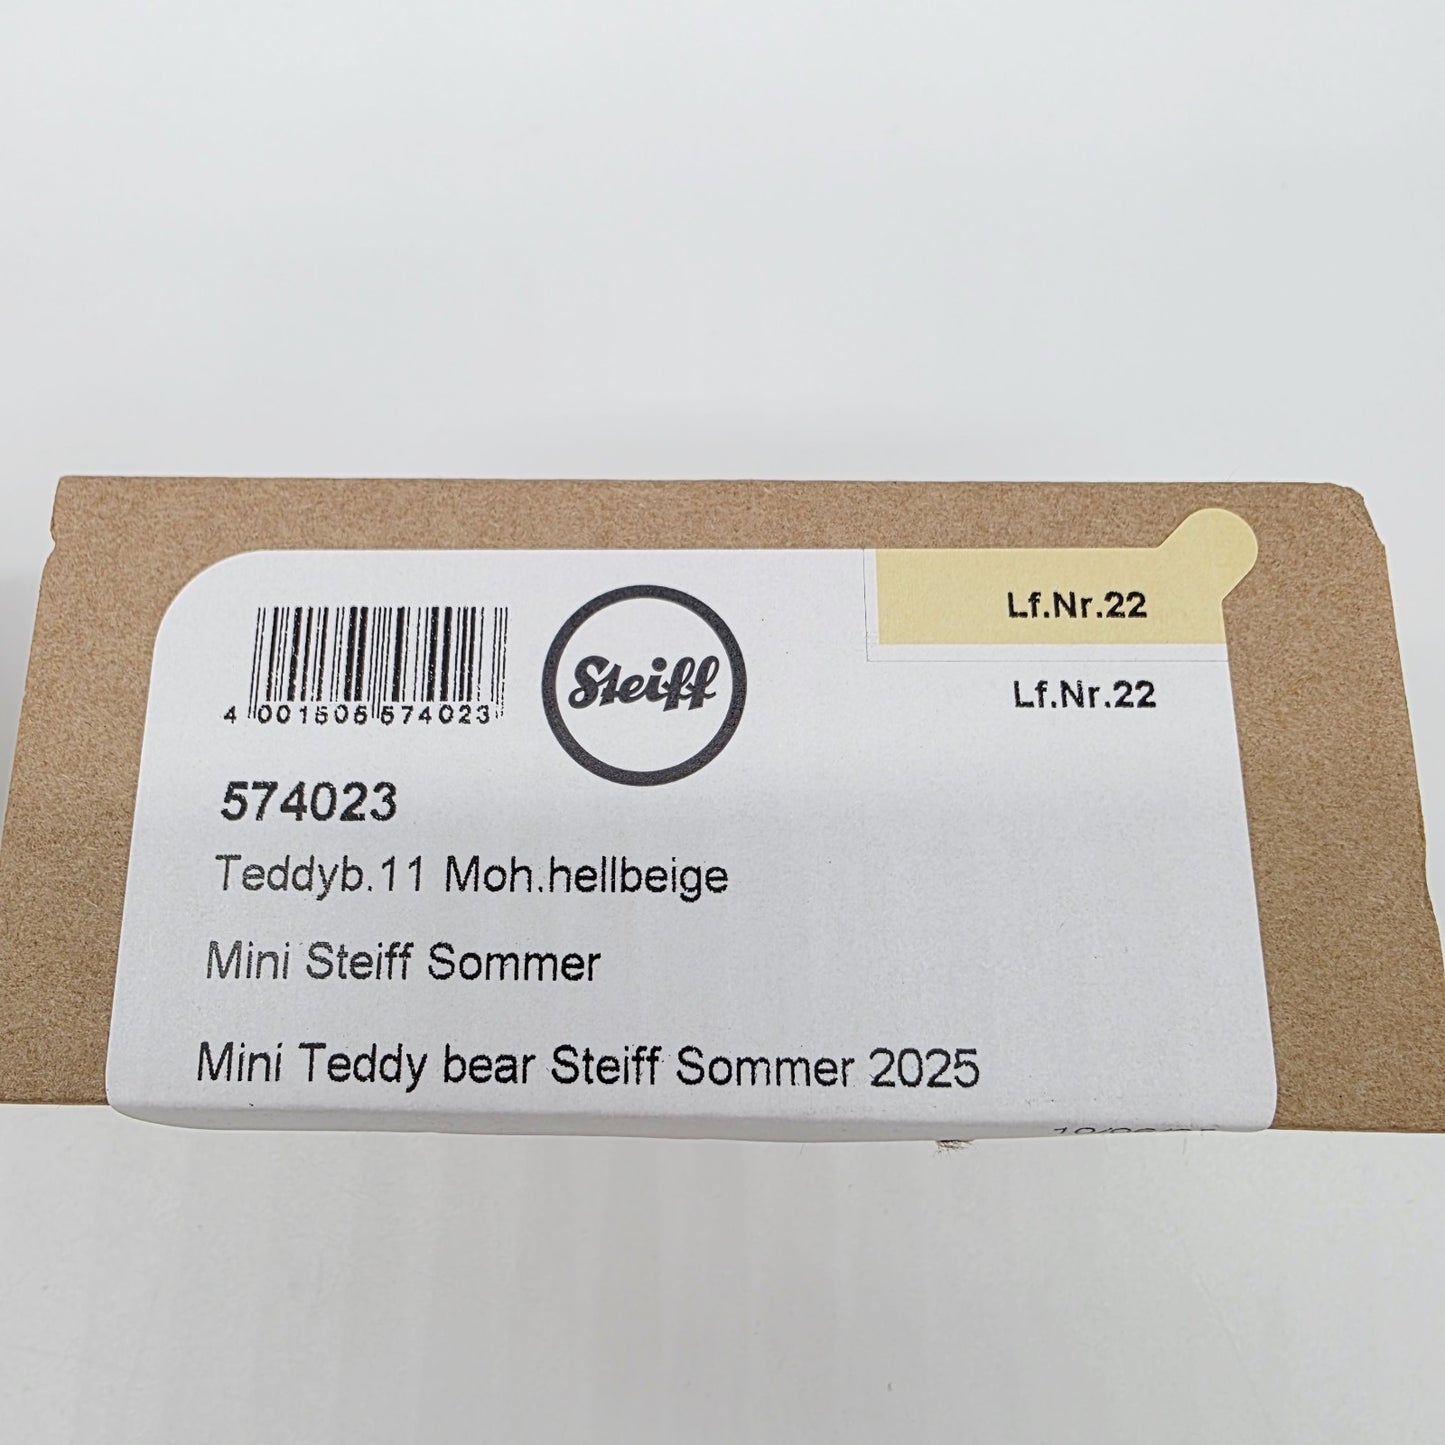 Lf.Nr.22
Lf.Nr.22
4 001505 574023
Steiff
574023
Teddyb.11 Moh.hellbeige
Mini Steiff Sommer
Mini Teddy bear Steiff Sommer 2025